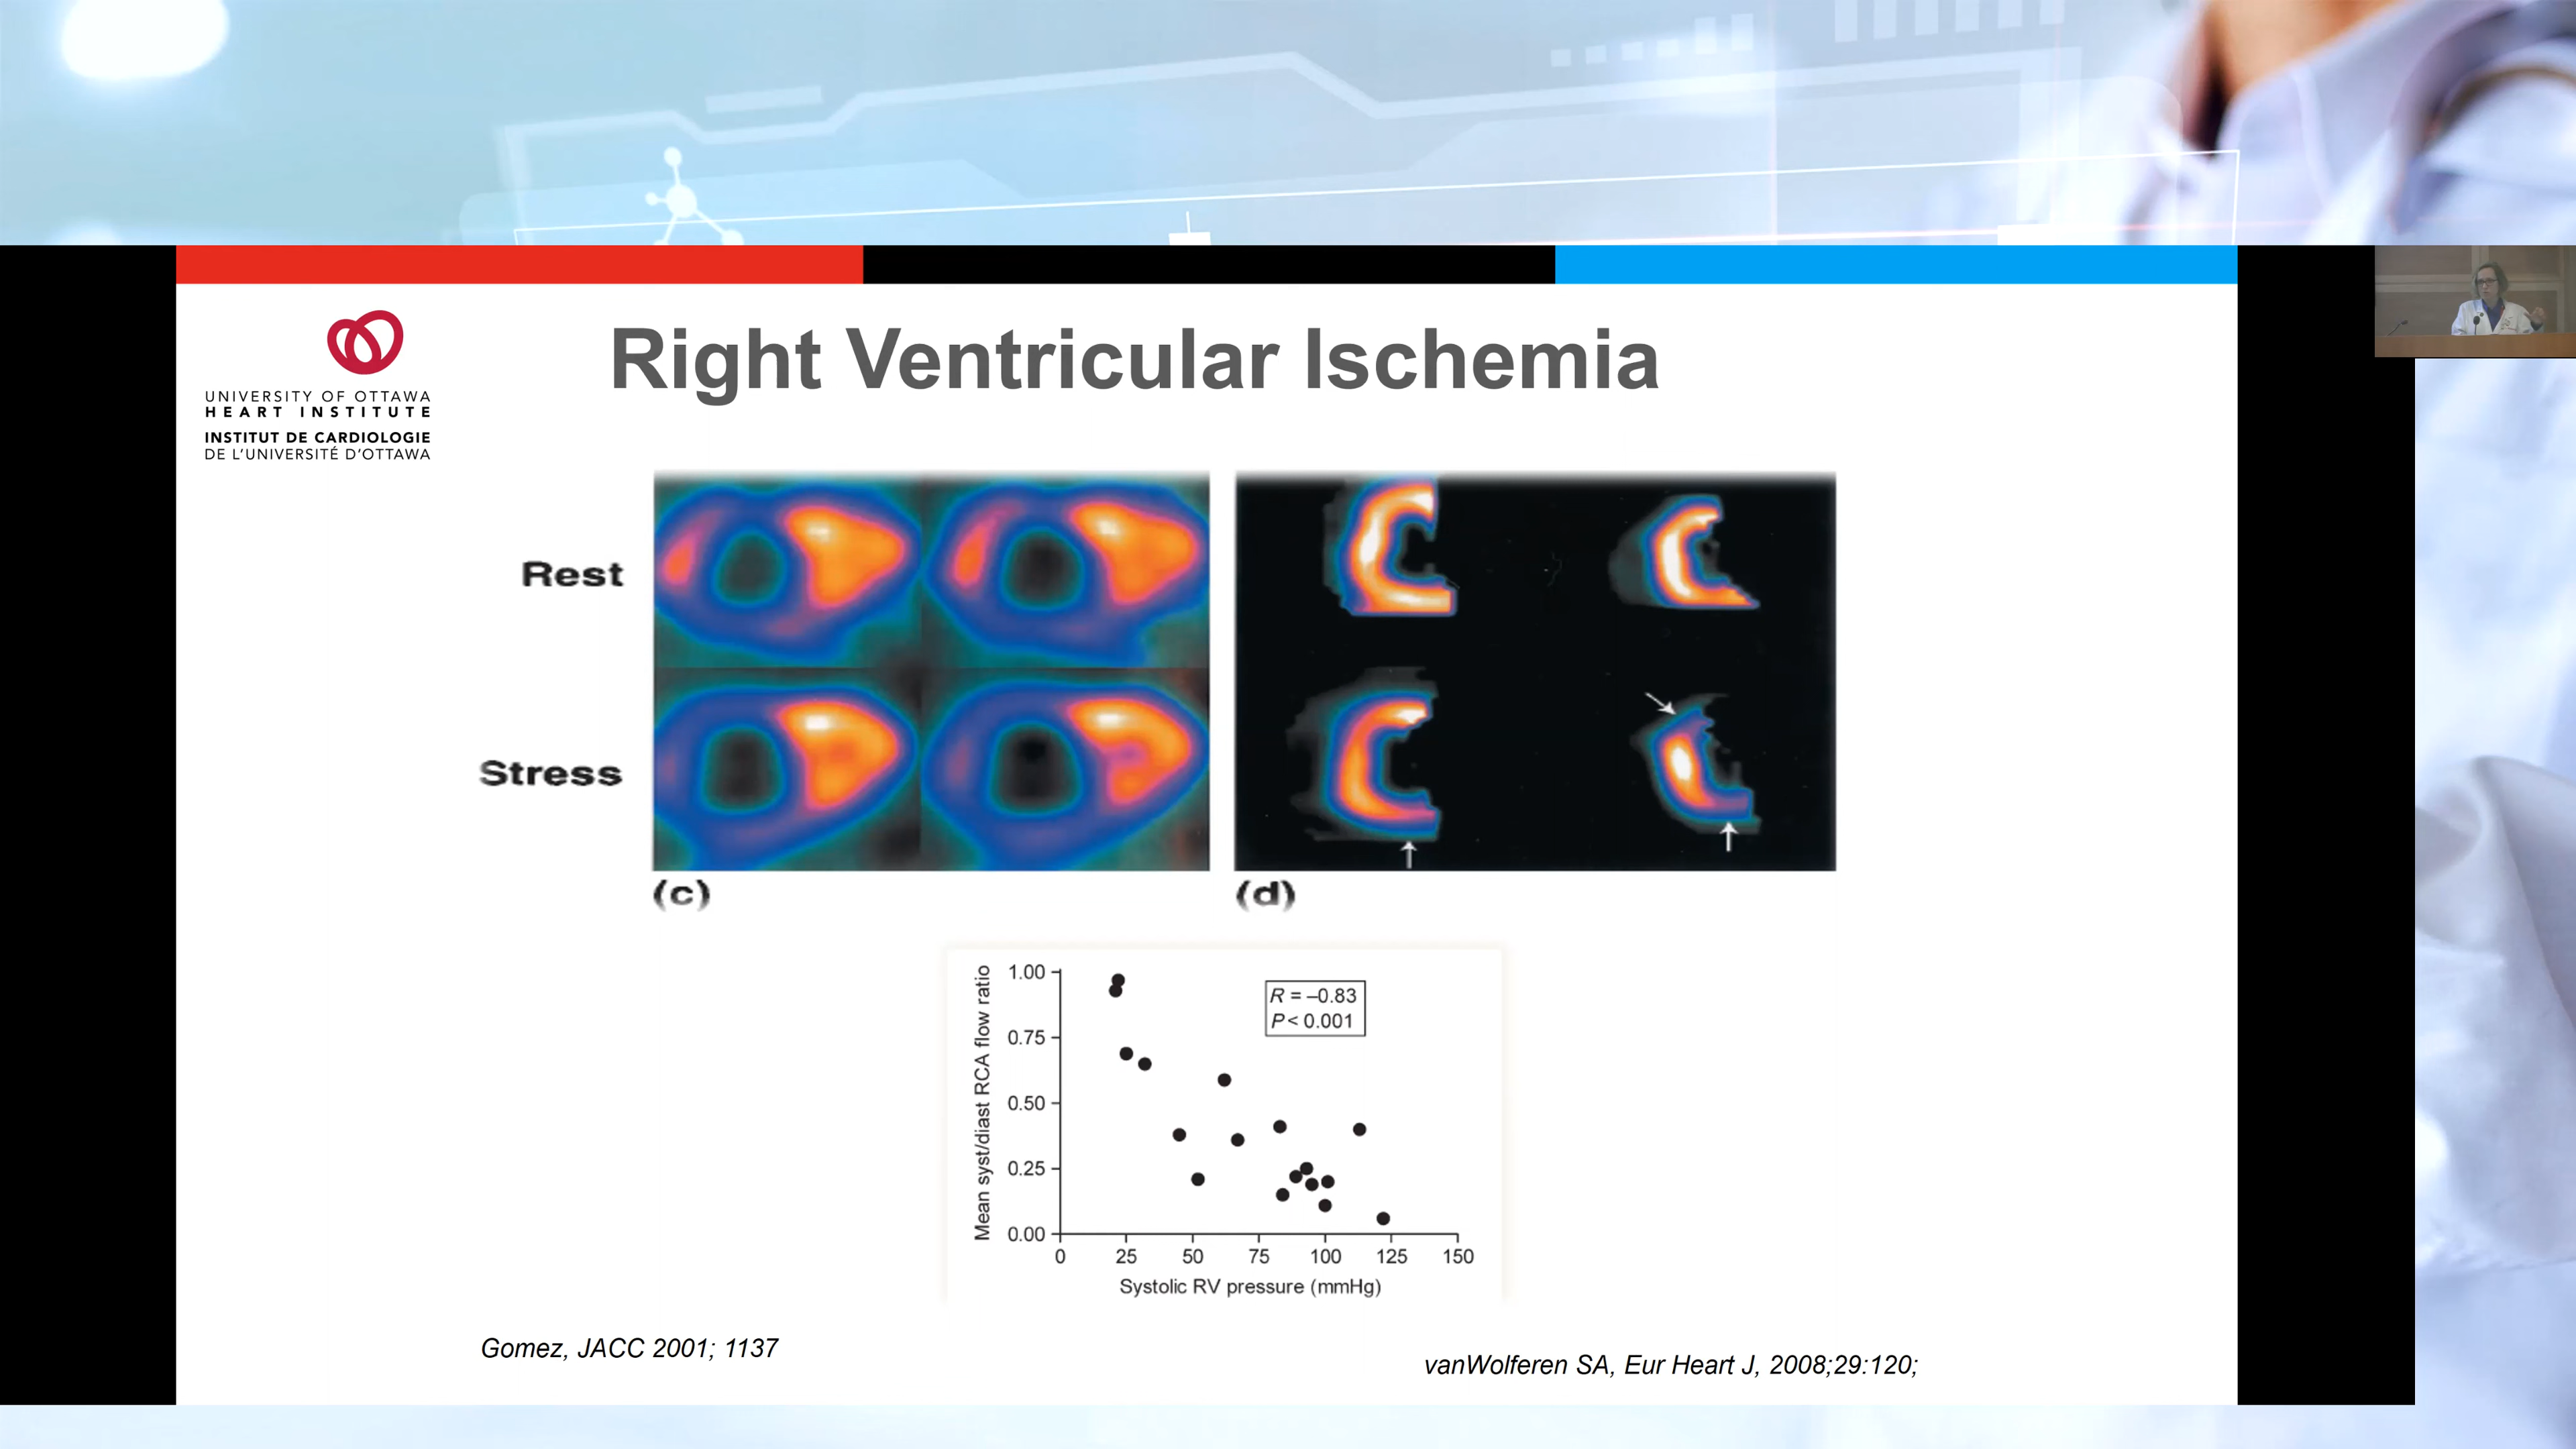 Right Ventricular Ischemia
UNIVERSITY OF OTTAWA
HEART INSTITUTE
INSTITUT DE CARDIOLOGIE
DE L'UNIVERSITÉ D'OTTAWA
Rest
Stress
(c)
(d)
Mean syst/diast RCA flow ratio
1.00
0.75
0.50
0.25
0.00
R = –0.83
P< 0.001
0 25 50 75 100 125 150
Systolic RV pressure (mmHg)
Gomez, JACC 2001; 1137
vanWolferen SA, Eur Heart J, 2008;29:120;